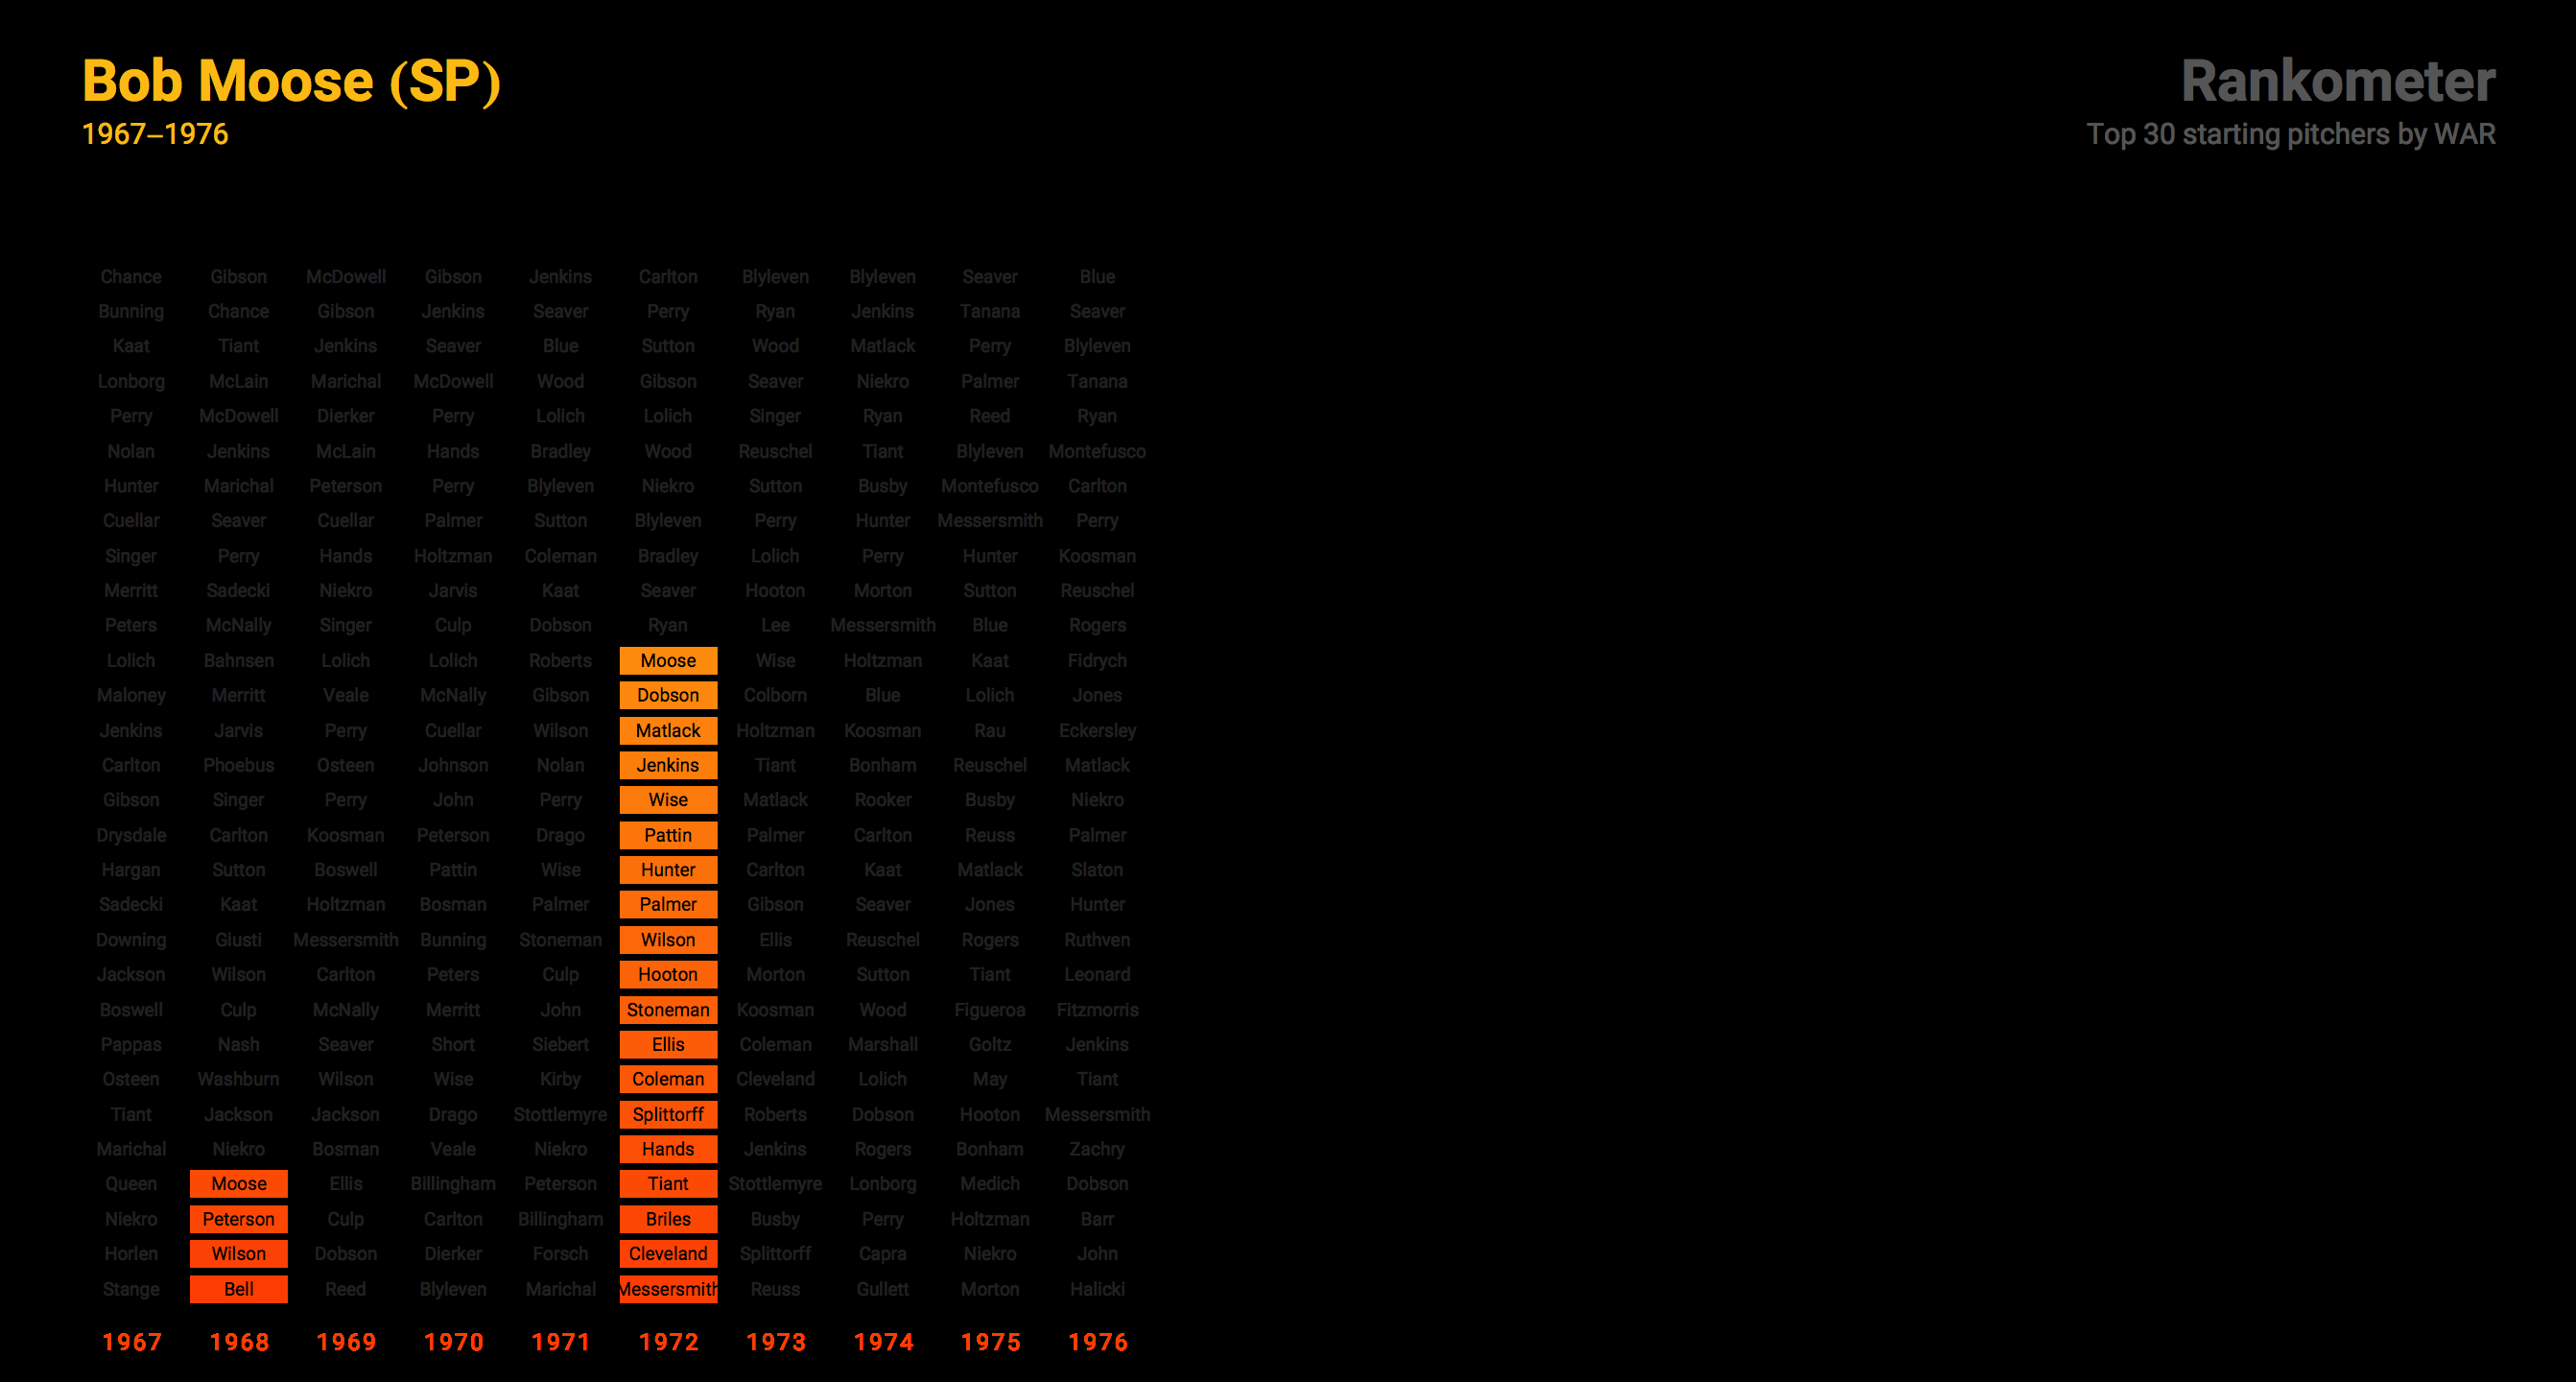 Bob Moose (SP)
1967–1976
Rankometer
Top 30 starting pitchers by WAR
Chance Gibson McDowell Gibson Jenkins Carlton Blyleven Blyleven Seaver Blue
Bunning Chance Gibson Jenkins Seaver Perry Ryan Jenkins Tanana Seaver
Kaat Tiant Jenkins Seaver Blue Sutton Wood Matlack Perry Blyleven
Lonborg McLain Marichal McDowell Wood Gibson Seaver Niekro Palmer Tanana
Perry McDowell Dierker Perry Lolich Lolich Singer Ryan Reed Ryan
Nolan Jenkins McLain Hands Bradley Wood Reuschel Tiant Blyleven Montefusco
Hunter Marichal Peterson Perry Blyleven Niekro Sutton Busby Montefusco Carlton
Cuellar Seaver Cuellar Palmer Sutton Blyleven Perry Hunter Messersmith Perry
Singer Perry Hands Holtzman Coleman Bradley Lolich Perry Hunter Koosman
Merritt Sadecki Niekro Jarvis Kaat Seaver Hooton Morton Sutton Reuschel
Peters McNally Singer Culp Dobson Ryan Lee Messersmith Blue Rogers
Lolich Bahnsen Lolich Lolich Roberts Moose Wise Holtzman Kaat Fidrych
Maloney Merritt Veale McNally Gibson Dobson Colborn Blue Lolich Jones
Jenkins Jarvis Perry Cuellar Wilson Matlack Holtzman Koosman Rau Eckersley
Carlton Phoebus Osteen Johnson Nolan Jenkins Tiant Bonham Reuschel Matlack
Gibson Singer Perry John Perry Wise Matlack Rooker Busby Niekro
Drysdale Carlton Koosman Peterson Drago Pattin Palmer Carlton Reuss Palmer
Hargan Sutton Boswell Pattin Wise Hunter Carlton Kaat Matlack Slaton
Sadecki Kaat Holtzman Bosman Palmer Palmer Gibson Seaver Jones Hunter
Downing Giusti Messersmith Bunning Stoneman Wilson Ellis Reuschel Rogers Ruthven
Jackson Wilson Carlton Peters Culp Hooton Morton Sutton Tiant Leonard
Boswell Culp McNally Merritt John Stoneman Koosman Wood Figueroa Fitzmorris
Pappas Nash Seaver Short Siebert Ellis Coleman Marshall Goltz Jenkins
Osteen Washburn Wilson Wise Kirby Coleman Cleveland Lolich May Tiant
Tiant Jackson Jackson Drago Stottlemyre Splittorff Roberts Dobson Hooton Messersmith
Marichal Niekro Bosman Veale Niekro Hands Jenkins Rogers Bonham Zachry
Queen Moose Ellis Billingham Peterson Tiant Stottlemyre Lonborg Medich Dobson
Niekro Peterson Culp Carlton Billingham Briles Busby Perry Holtzman Barr
Horlen Wilson Dobson Dierker Forsch Cleveland Splittorff Capra Niekro John
Stange Bell Reed Blyleven Marichal Messersmith Reuss Gullett Morton Halicki
1967 1968 1969 1970 1971 1972 1973 1974 1975 1976